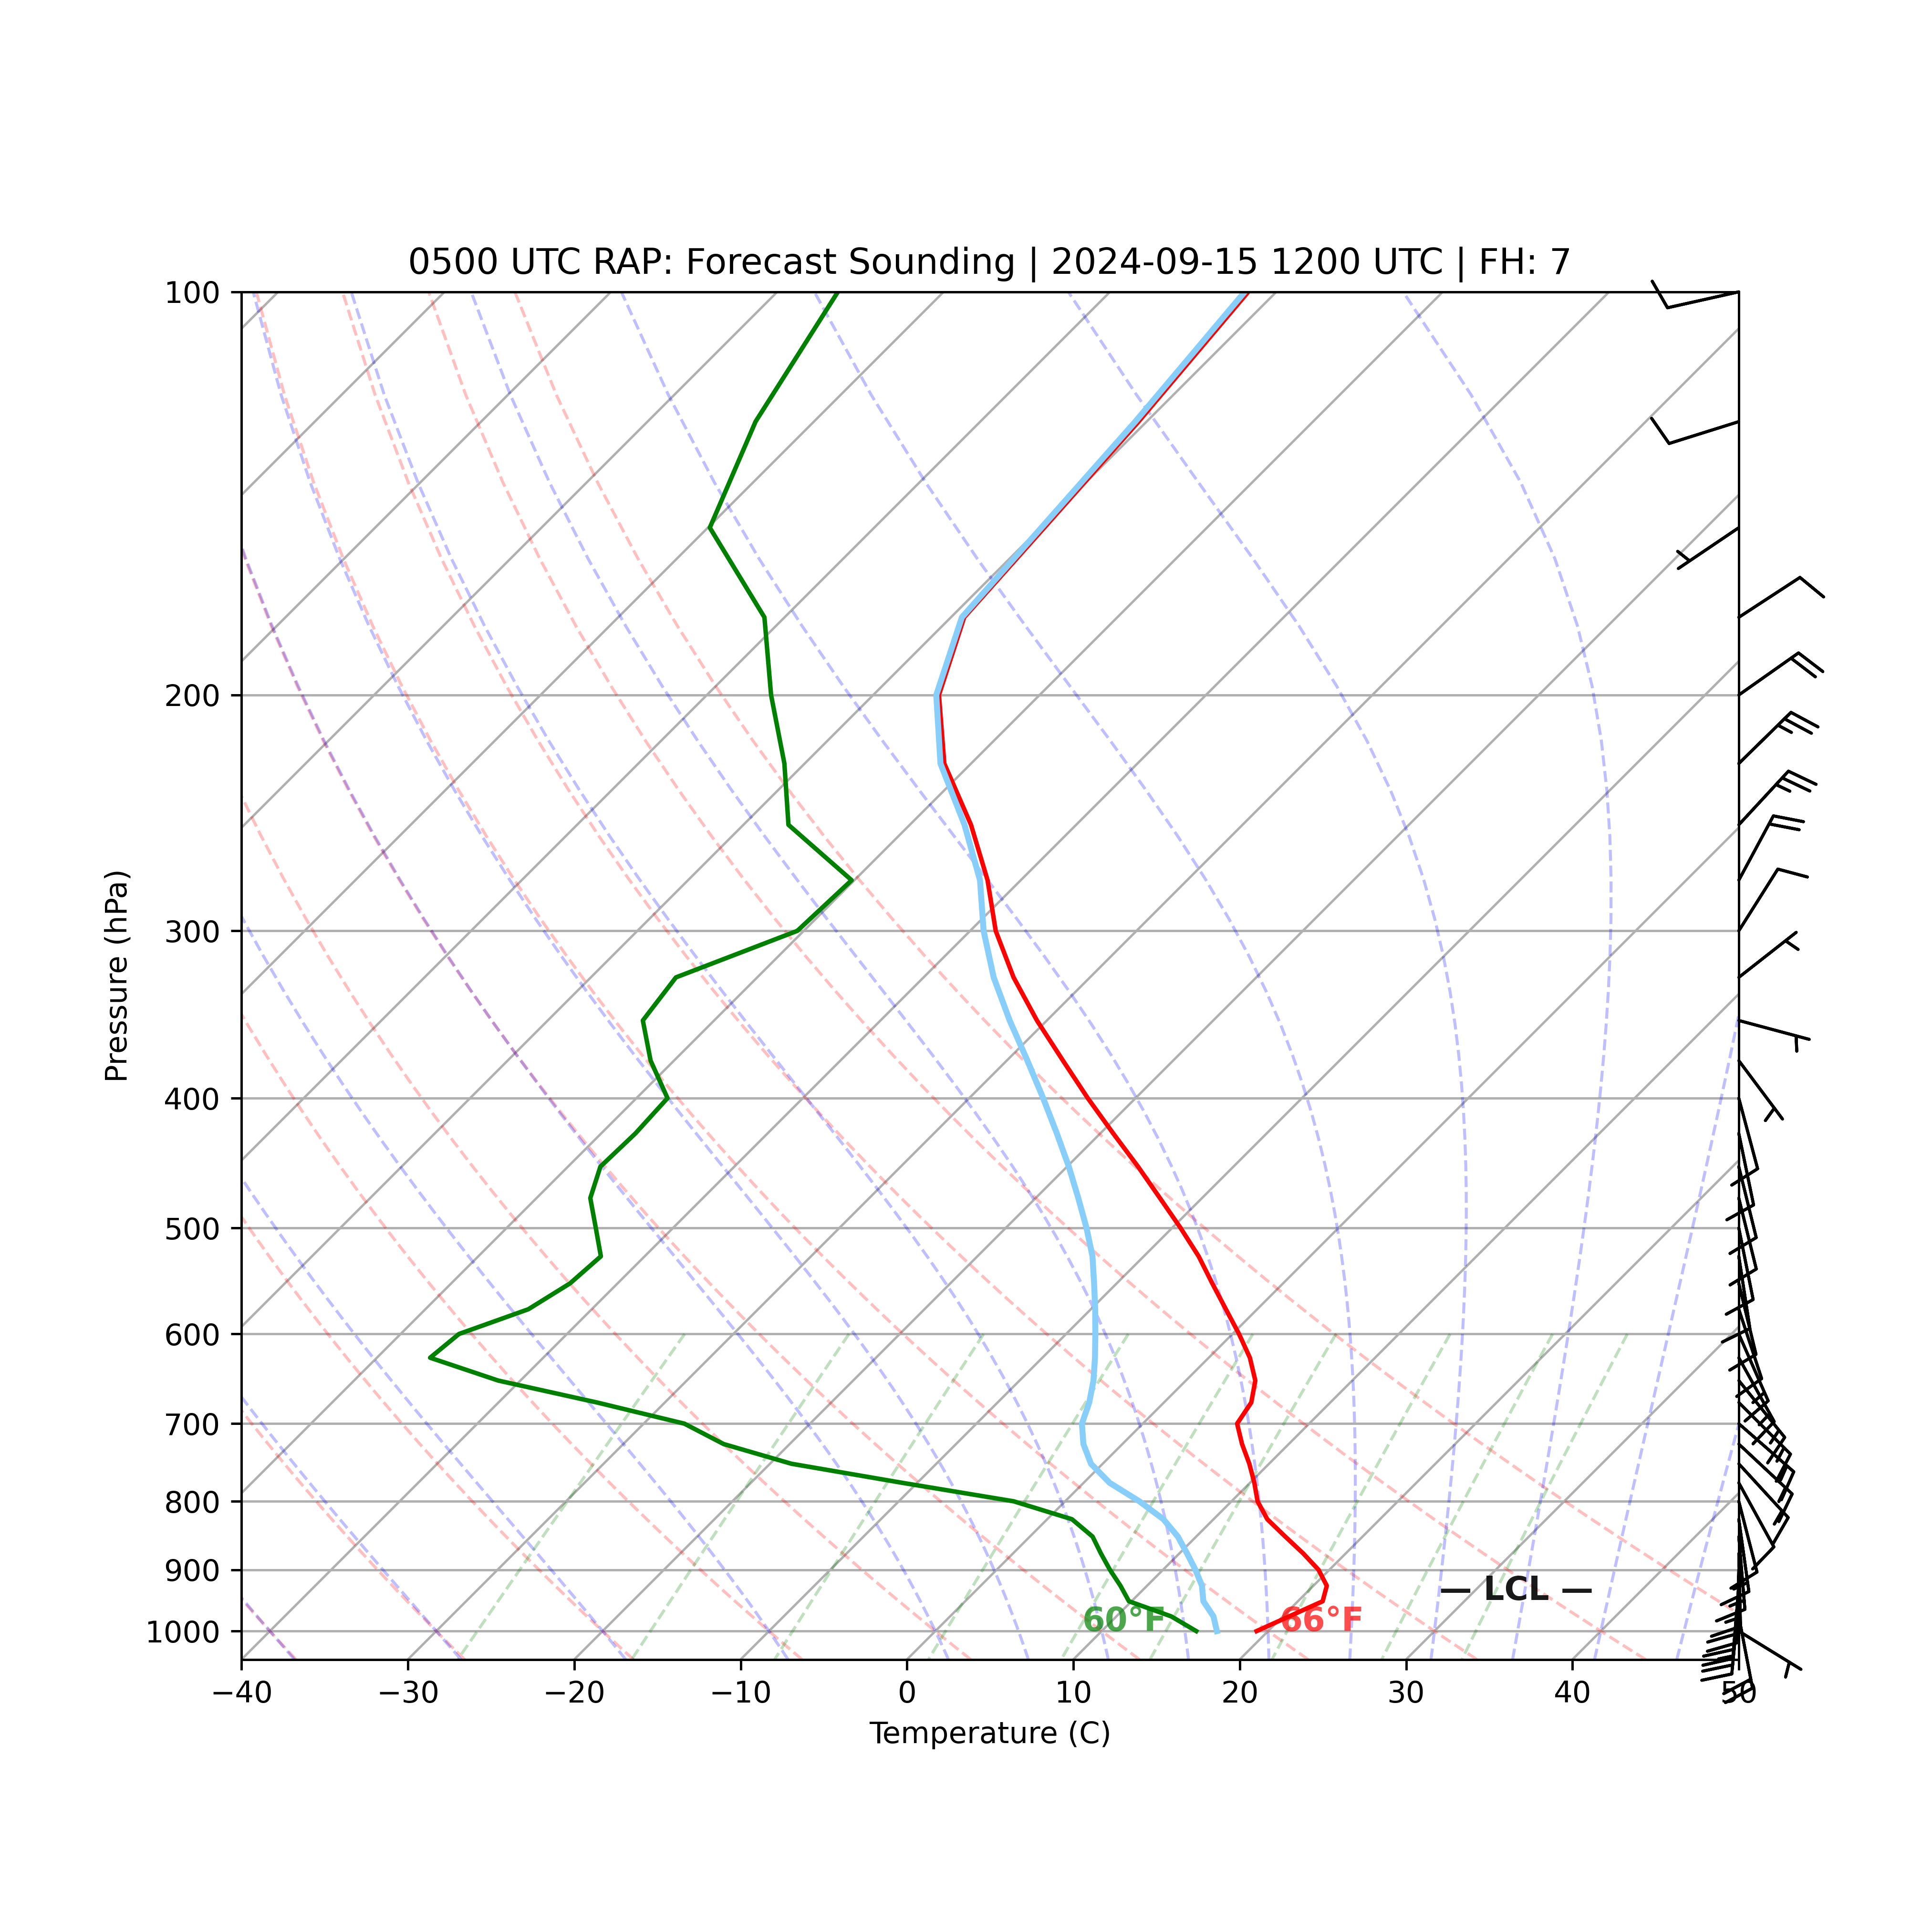 0500 UTC RAP: Forecast Sounding | 2024-09-15 1200 UTC | FH: 7
100
200
300
400
500
600
700
800
900
1000
Pressure (hPa)
— LCL —
60°F 66°F
−40 −30 −20 −10 0 10 20 30 40 50
Temperature (C)